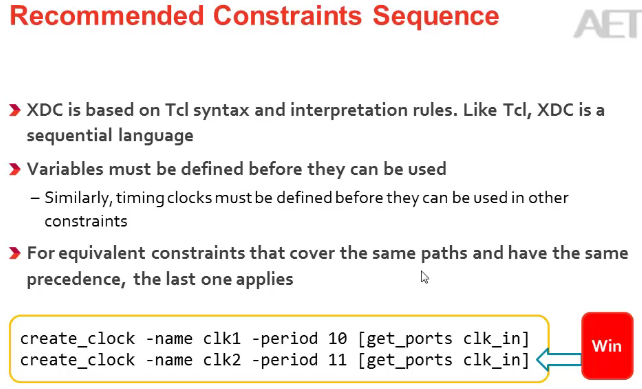 Recommended Constraints Sequence
AET
XDC is based on Tcl syntax and interpretation rules. Like Tcl, XDC is a
sequential language
Variables must be defined before they can be used
– Similarly, timing clocks must be defined before they can be used in other
constraints
For equivalent constraints that cover the same paths and have the same
precedence, the last one applies
create_clock -name clk1 -period 10 [get_ports clk_in]
create_clock -name clk2 -period 11 [get_ports clk_in]
Win